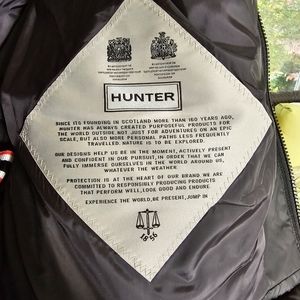 HUNTER
SINCE ITS FOUNDING IN SCOTLAND MORE THAN 160 YEARS AGO,
HUNTER HAS ALWAYS CREATED PURPOSEFUL PRODUCTS FOR
THE WORLD OUTSIDE. NOT JUST FOR ADVENTURES ON AN EPIC
SCALE, BUT ALSO MORE PERSONAL PATHS LESS FREQUENTLY
TRAVELLED. NATURE IS TO BE EXPLORED.
OUR DESIGNS HELP US BE IN THE MOMENT, ACTIVELY PRESENT
AND CONFIDENT IN OUR PURSUIT, IN ORDER THAT WE CAN
FULLY IMMERSE OURSELVES IN THE WORLD AROUND US,
WHATEVER THE WEATHER.
PROTECTION IS AT THE HEART OF OUR BRAND. WE ARE
COMMITTED TO RESPONSIBLY PRODUCING PRODUCTS
THAT PERFORM WELL, LOOK GOOD AND ENDURE
EXPERIENCE THE WORLD, BE PRESENT, JUMP IN
1856